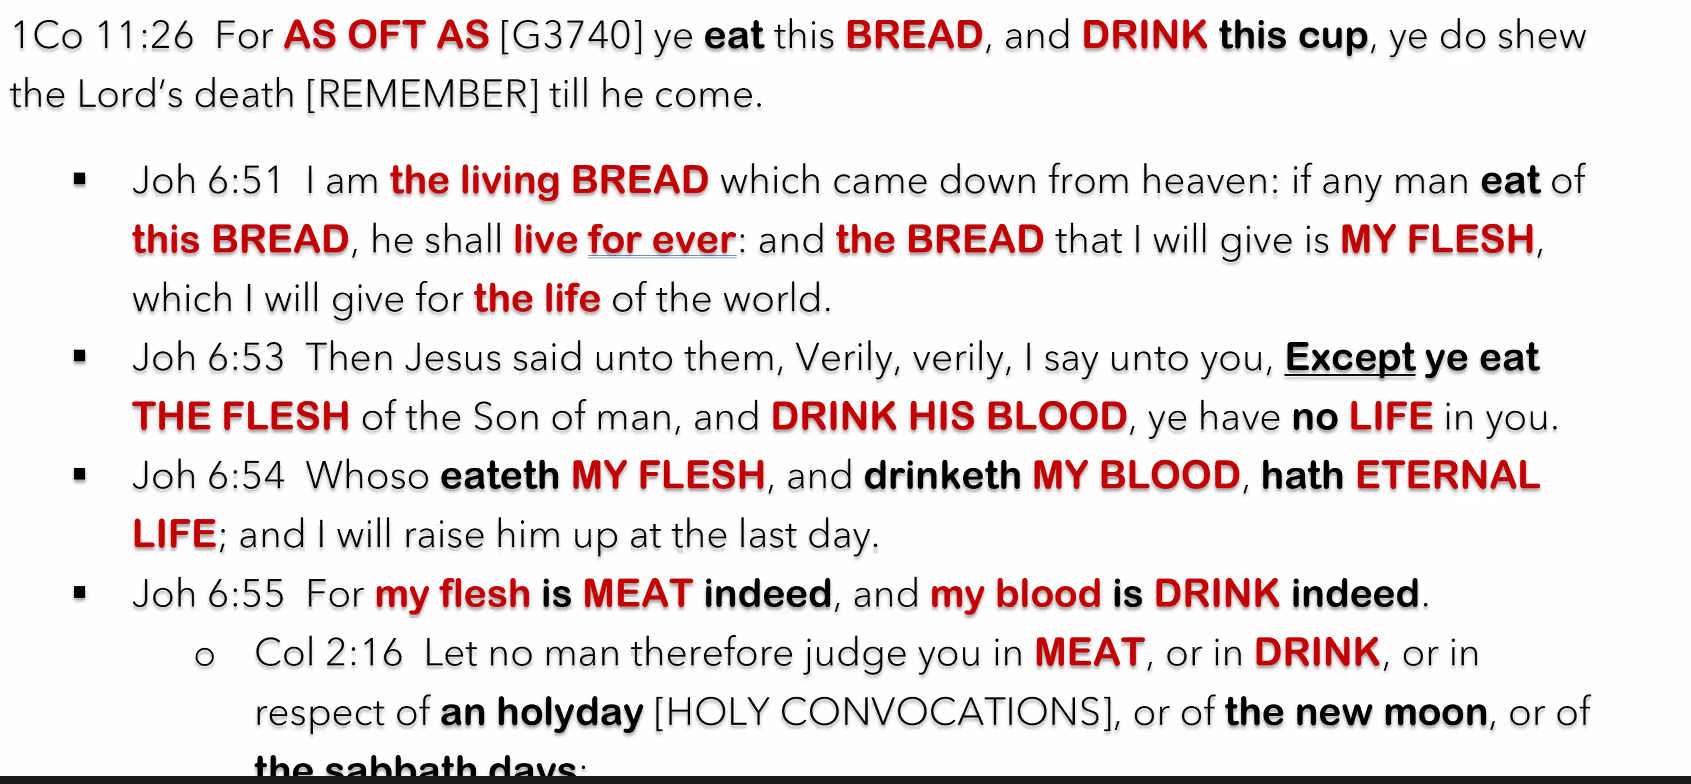 1Co 11:26  For AS OFT AS [G3740] ye eat this BREAD, and DRINK this cup, ye do shew
the Lord’s death [REMEMBER] till he come.
▪ Joh 6:51  I am the living BREAD which came down from heaven: if any man eat of
this BREAD, he shall live for ever: and the BREAD that I will give is MY FLESH,
which I will give for the life of the world.
▪ Joh 6:53  Then Jesus said unto them, Verily, verily, I say unto you, Except ye eat
THE FLESH of the Son of man, and DRINK HIS BLOOD, ye have no LIFE in you.
▪ Joh 6:54  Whoso eateth MY FLESH, and drinketh MY BLOOD, hath ETERNAL
LIFE; and I will raise him up at the last day.
▪ Joh 6:55  For my flesh is MEAT indeed, and my blood is DRINK indeed.
o Col 2:16  Let no man therefore judge you in MEAT, or in DRINK, or in
respect of an holyday [HOLY CONVOCATIONS], or of the new moon, or of
the sabbath days: